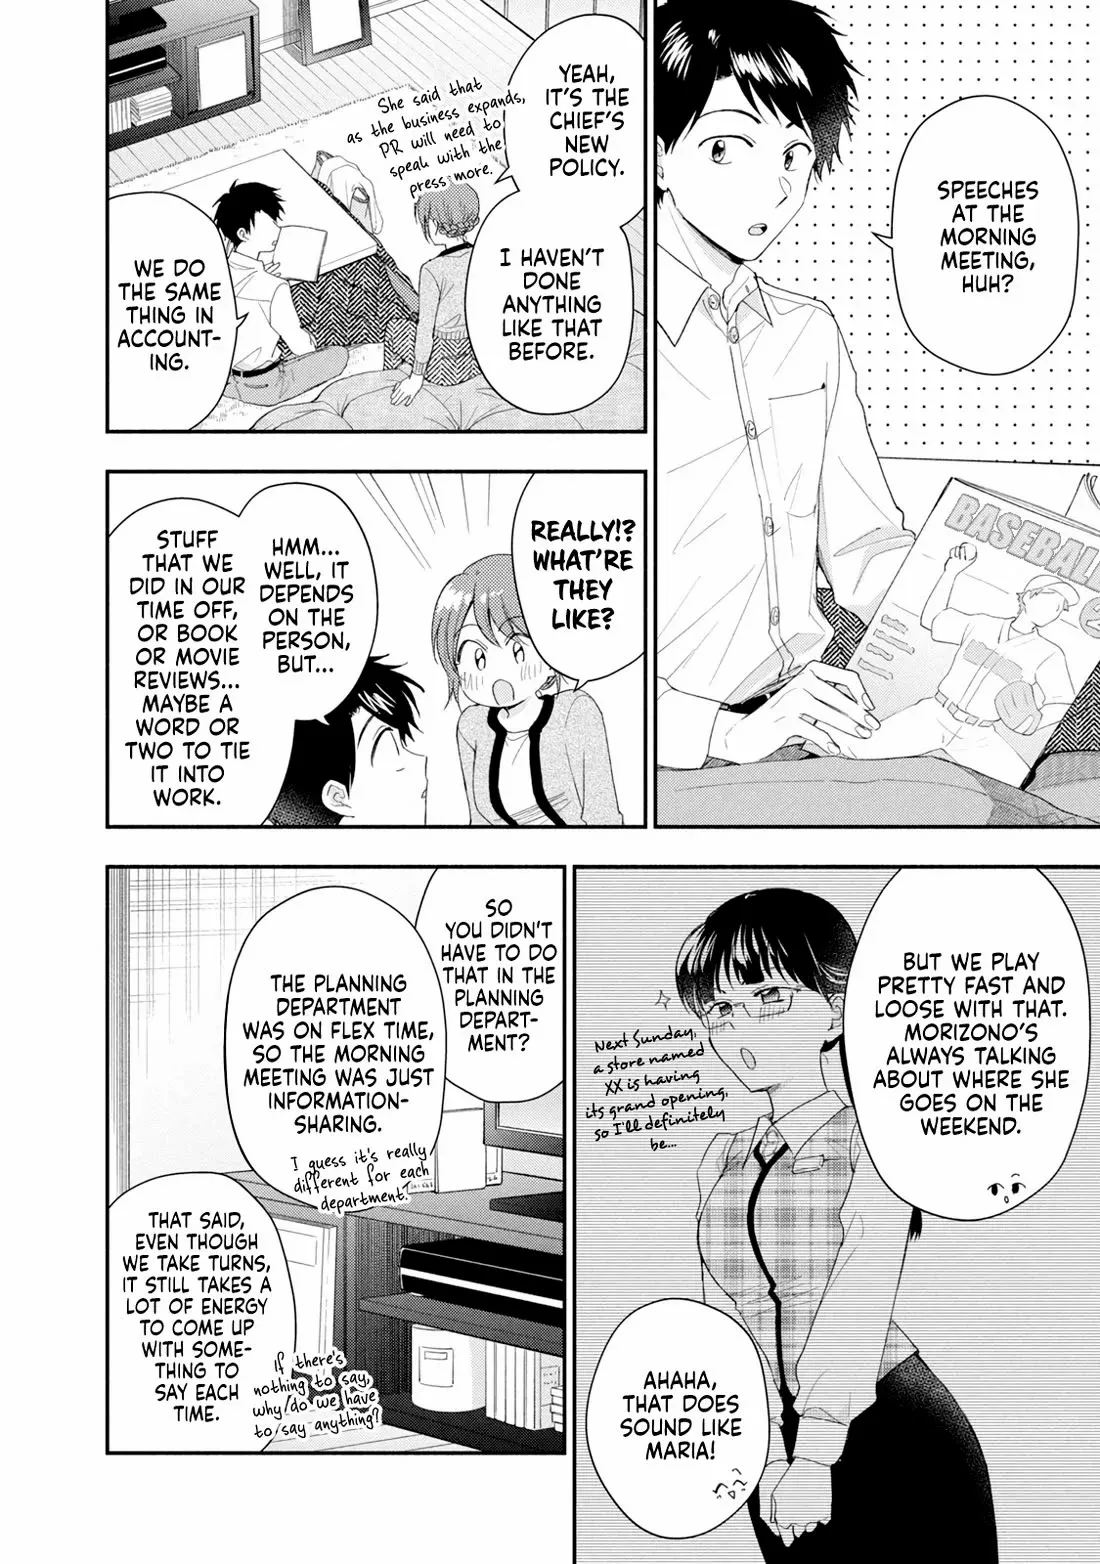 SPEECHES
AT THE
MORNING
MEETING,
HUH?
BASEBALL
YEAH,
IT'S THE
CHIEF'S
NEW
POLICY.
She said that
as the business expands,
PR will need to
speak with the
press more.
I HAVEN'T
DONE
ANYTHING
LIKE THAT
BEFORE.
WE DO
THE SAME
THING IN
ACCOUNT-
ING.
REALLY!?
WHAT'RE
THEY
LIKE?
HMM...
WELL, IT
DEPENDS
ON THE
PERSON,
BUT...
STUFF
THAT WE
DID IN OUR
TIME OFF,
OR BOOK
OR MOVIE
REVIEWS...
MAYBE A
WORD OR
TWO TO TIE
IT INTO
WORK.
BUT WE PLAY
PRETTY FAST AND
LOOSE WITH THAT.
MORIZONO'S
ALWAYS TALKING
ABOUT WHERE SHE
GOES ON THE
WEEKEND.
Next Sunday,
a store named
XX is having
its grand opening,
so I'll definitely
be...
AHAHA,
THAT DOES
SOUND LIKE
MARIA!
SO
YOU DIDN'T
HAVE TO DO
THAT IN THE
PLANNING
DEPART-
MENT?
THE PLANNING
DEPARTMENT
WAS ON FLEX TIME,
SO THE MORNING
MEETING WAS JUST
INFORMATION-
SHARING.
I guess it's really
different for each
department.
THAT SAID,
EVEN THOUGH
WE TAKE TURNS,
IT STILL TAKES A
LOT OF ENERGY
TO COME UP
WITH SOME-
THING TO
SAY EACH
TIME.
If there's
nothing to say,
why do we have
to say anything?